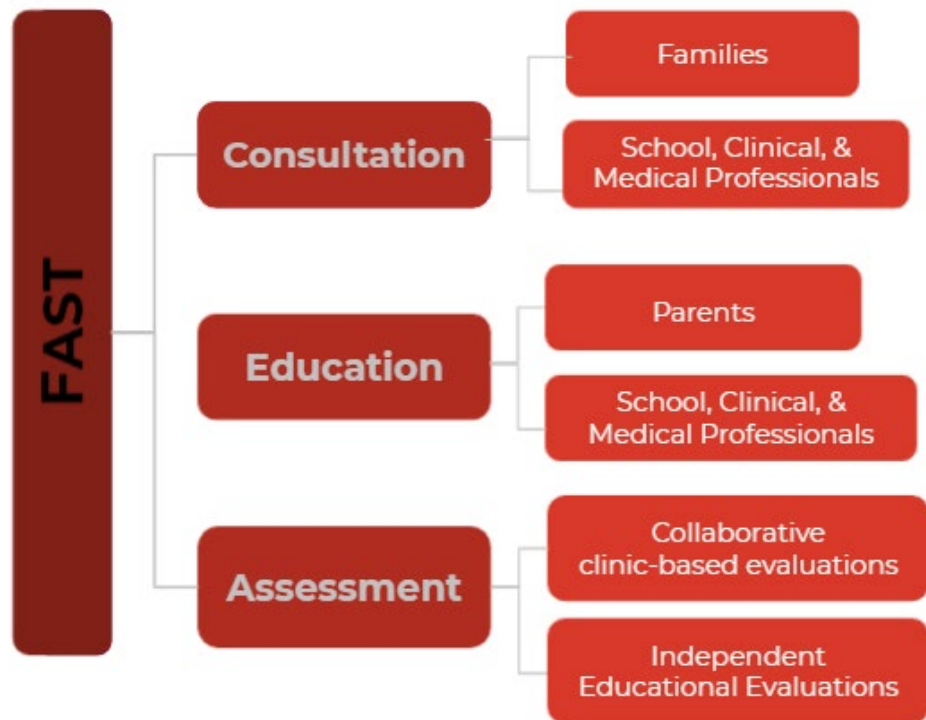 FAST
Consultation
Families
School, Clinical, &
Medical Professionals
Education
Parents
School, Clinical, &
Medical Professionals
Assessment
Collaborative
clinic-based evaluations
Independent
Educational Evaluations